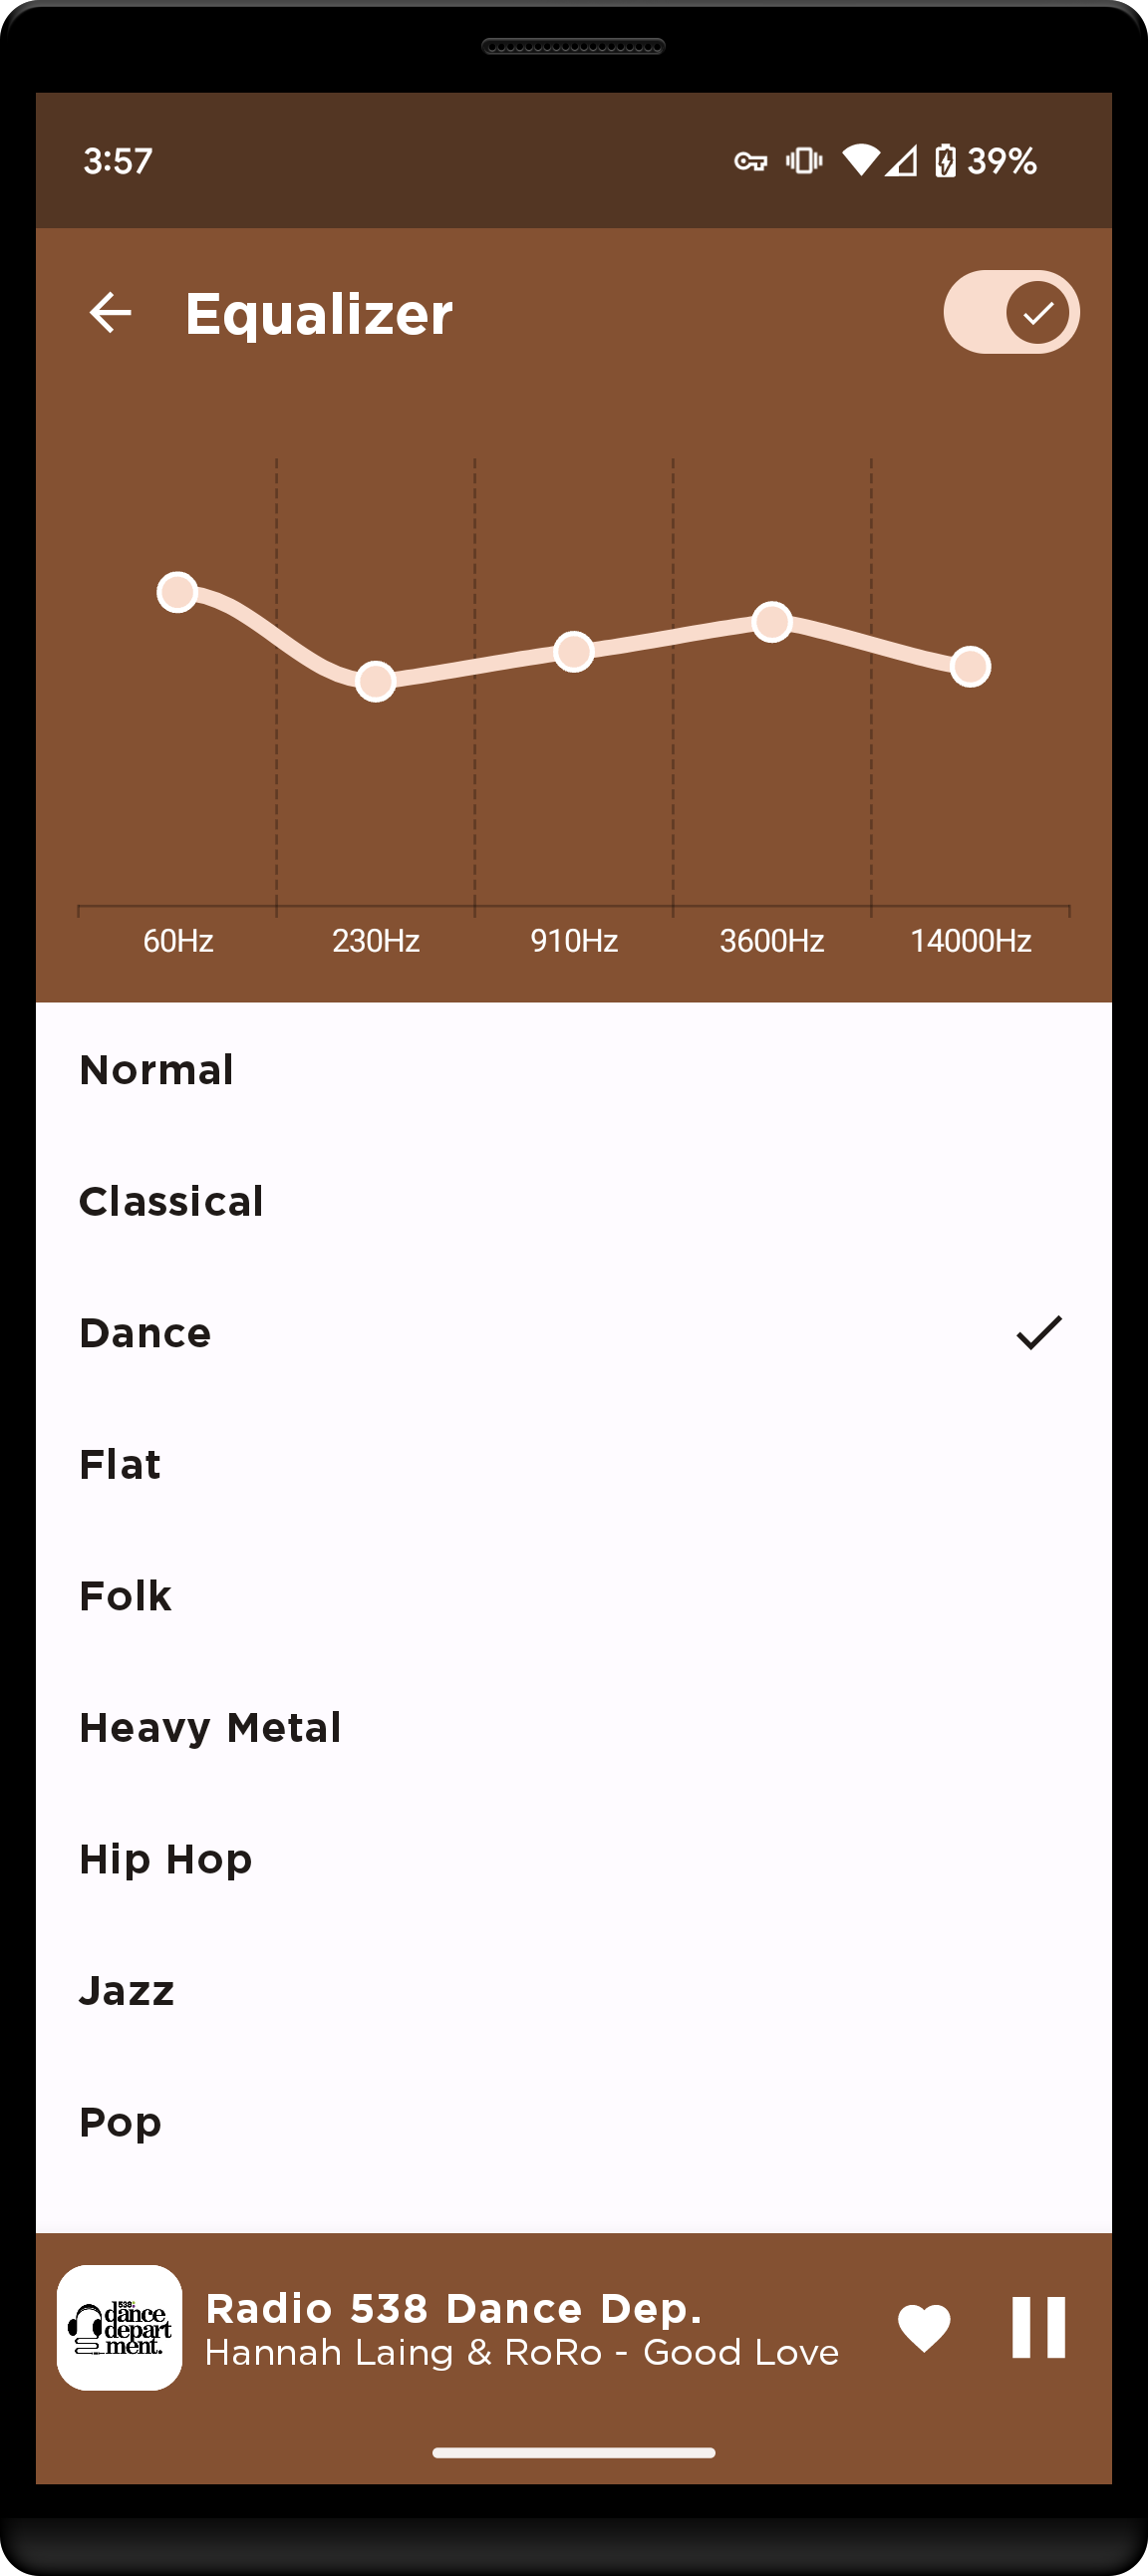 3:57 39%
Equalizer
60Hz 230Hz 910Hz 3600Hz 14000Hz
Normal
Classical
Dance
Flat
Folk
Heavy Metal
Hip Hop
Jazz
Pop
538:
dance
depart
ment.
Radio 538 Dance Dep.
Hannah Laing & RoRo - Good Love